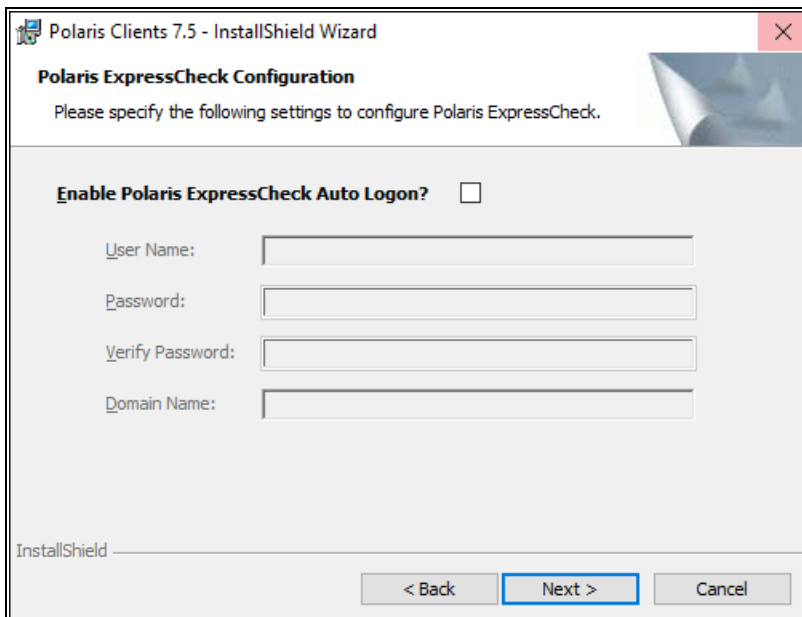 Polaris Clients 7.5 - InstallShield Wizard
Polaris ExpressCheck Configuration
Please specify the following settings to configure Polaris ExpressCheck.
Enable Polaris ExpressCheck Auto Logon?
User Name:
Password:
Verify Password:
Domain Name:
InstallShield
< Back Next > Cancel